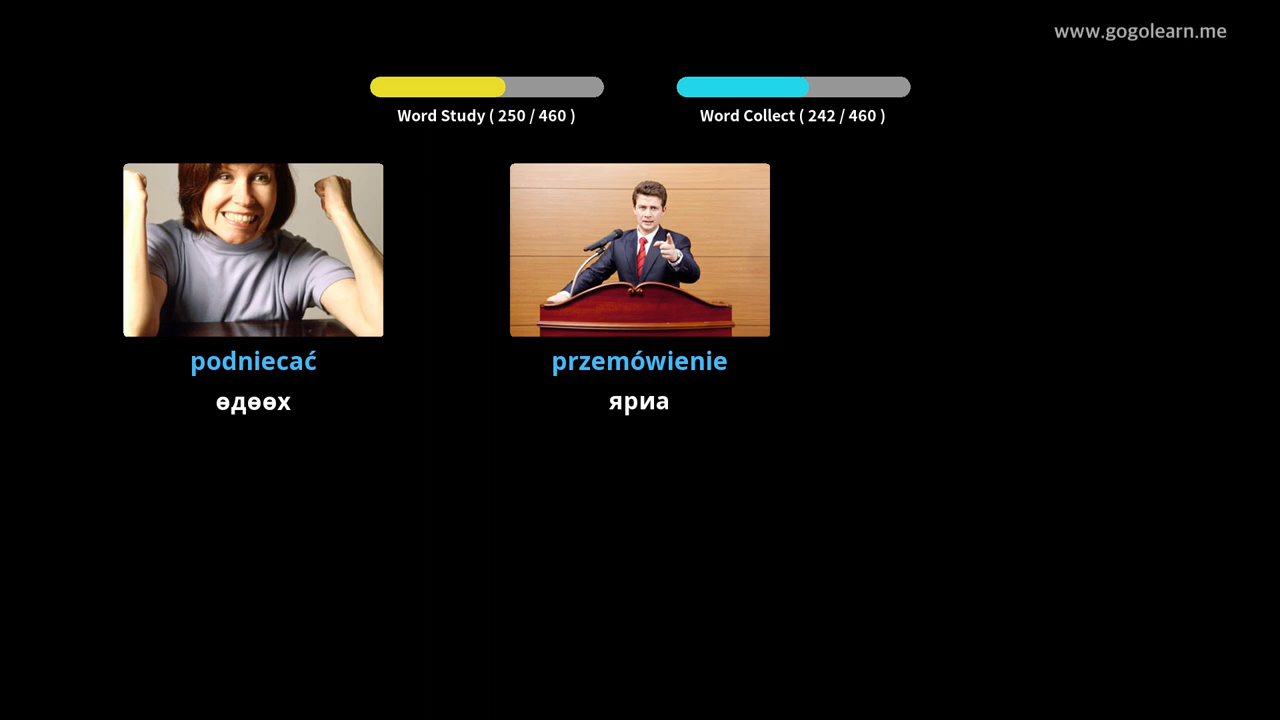 www.gogolearn.me
Word Study ( 250 / 460 )
Word Collect ( 242 / 460 )
podniecać
өдөөх
przemówienie
яриа